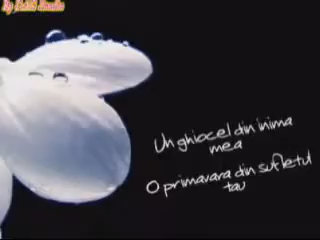 Un ghiocel din inima
mea
O primavara din sufletul
tau